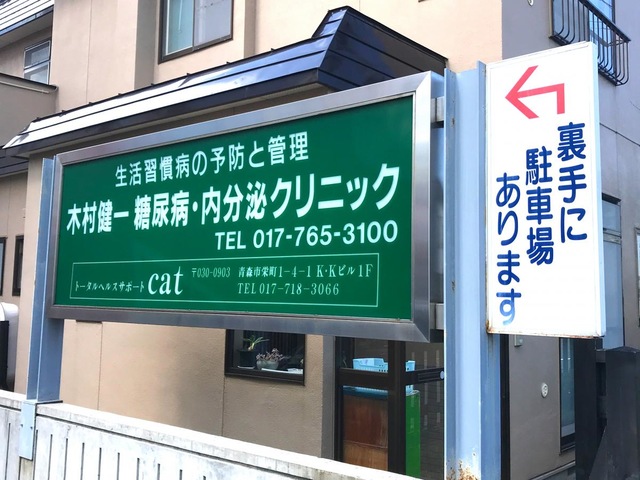 生活習慣病の予防と管理
木村健一 糖尿病・内分泌クリニック
TEL 017-765-3100
トータルヘルスサポート cat
〒030-0903 青森市栄町1-4-1 K・Kビル1F
TEL 017-718-3066
裏手に
駐車場
あります